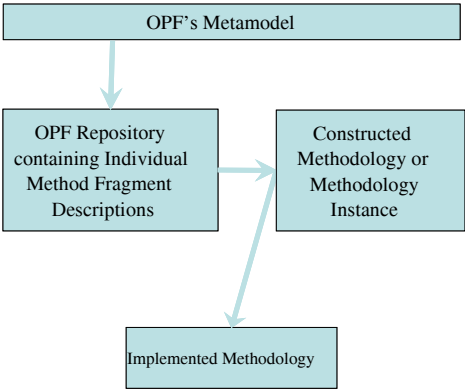 OPF's Metamodel
OPF Repository
containing Individual
Method Fragment
Descriptions
Constructed
Methodology or
Methodology
Instance
Implemented Methodology